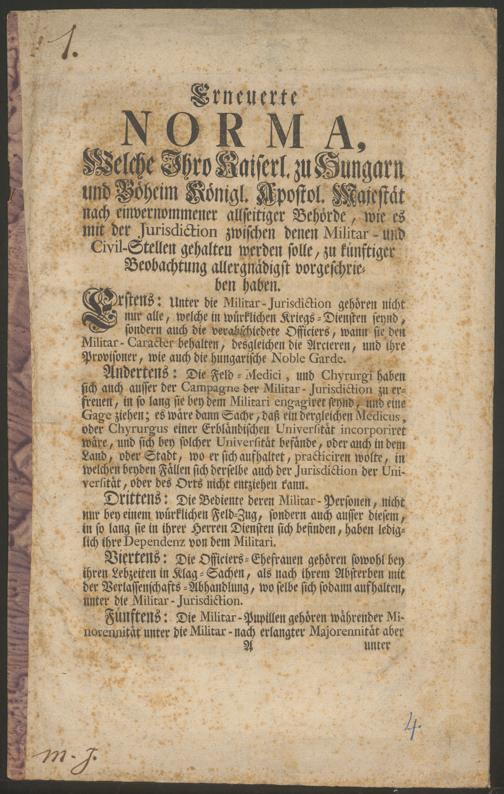 1.
Erneuerte
NORMA,
Welche Ihro Kaiserl. zu Hungarn
und Böheim Königl. Apostol. Majestät
nach einvernommener allseitiger Behörde, wie es
mit der Jurisdiction zwischen denen Militar- und
Civil-Stellen gehalten werden solle, zu künftiger
Beobachtung allergnädigst vorgeschrie-
ben haben.
Erstens: Unter die Militar-Jurisdiction gehören nicht
nur alle, welche in würklichen Kriegs-Diensten seynd,
sondern auch die verabschiedete Officiers, wann sie den
Militar-Caracter behalten, desgleichen die Arcieren, und ihre
Provisoner, wie auch die hungarische Noble Garde.
Andertens: Die Feld-Medici, und Chyrurgi haben
sich auch ausser der Campagne der Militar-Jurisdiction zu er-
freuen, in so lang sie bey dem Militari engagiret seynd, und eine
Gage ziehen; es wäre dann Sache, daß ein dergleichen Medicus,
oder Chyrurgus einer Erbländischen Universität incorporiret
wäre, und sich bey solcher Universität befände, oder auch in dem
Land, oder Stadt, wo er sich aufhaltet, practiciren wolte, in
welchen beyden Fällen sich derselbe auch der Jurisdiction der Uni-
versität, oder des Orts nicht entziehen kann.
Drittens: Die Bediente deren Militar-Personen, nicht
nur bey einem würklichen Feld-Zug, sondern auch ausser diesem,
in so lang sie in ihrer Herren Diensten sich befinden, haben ledig-
lich ihre Dependenz von dem Militari.
Viertens: Die Officiers-Ehefrauen gehören sowohl bey
ihren Lebzeiten in Klag-Sachen, als nach ihrem Absterben mit
der Verlassenschafts-Abhandlung, wo selbe sich sodann aufhalten,
unter die Militar-Jurisdiction.
Fünftens: Die Militar-Pupillen gehören währender Mi-
norennität unter die Militar- nach erlangter Majorennität aber
A unter
4.
m. J.